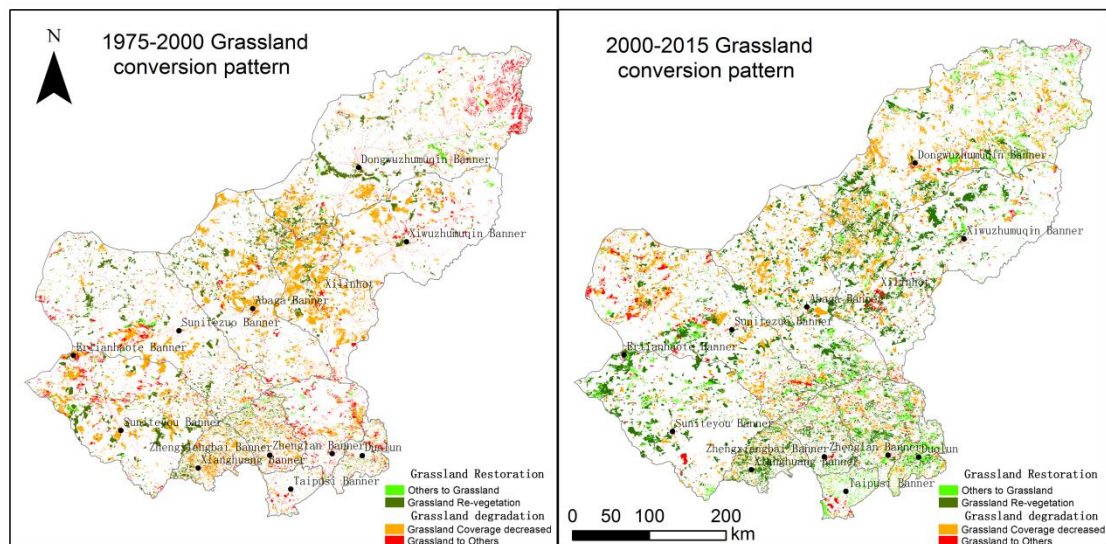 N
1975-2000 Grassland
conversion pattern
Dongwuzhumuqin Banner
Xiwuzhumuqin Banner
Xilinhot
Abaga Banner
Sunitezuo Banner
Erlianhaote Banner
Suniteyou Banner
Zhengxiangbai Banner
Zhenglan Banner
Duolun
Xianghuang Banner
Taipusi Banner
Grassland Restoration
Others to Grassland
Grassland Re-vegetation
Grassland degradation
Grassland Coverage decreased
Grassland to Others
2000-2015 Grassland
conversion pattern
Dongwuzhumuqin Banner
Xiwuzhumuqin Banner
Xilinhot
Abaga Banner
Sunitezuo Banner
Erlianhaote Banner
Suniteyou Banner
Zhengxiangbai Banner
Zhenglan Banner
Duolun
Xianghuang Banner
Taipusi Banner
Grassland Restoration
Others to Grassland
Grassland Re-vegetation
Grassland degradation
Grassland Coverage decreased
Grassland to Others
0 50 100 200
km